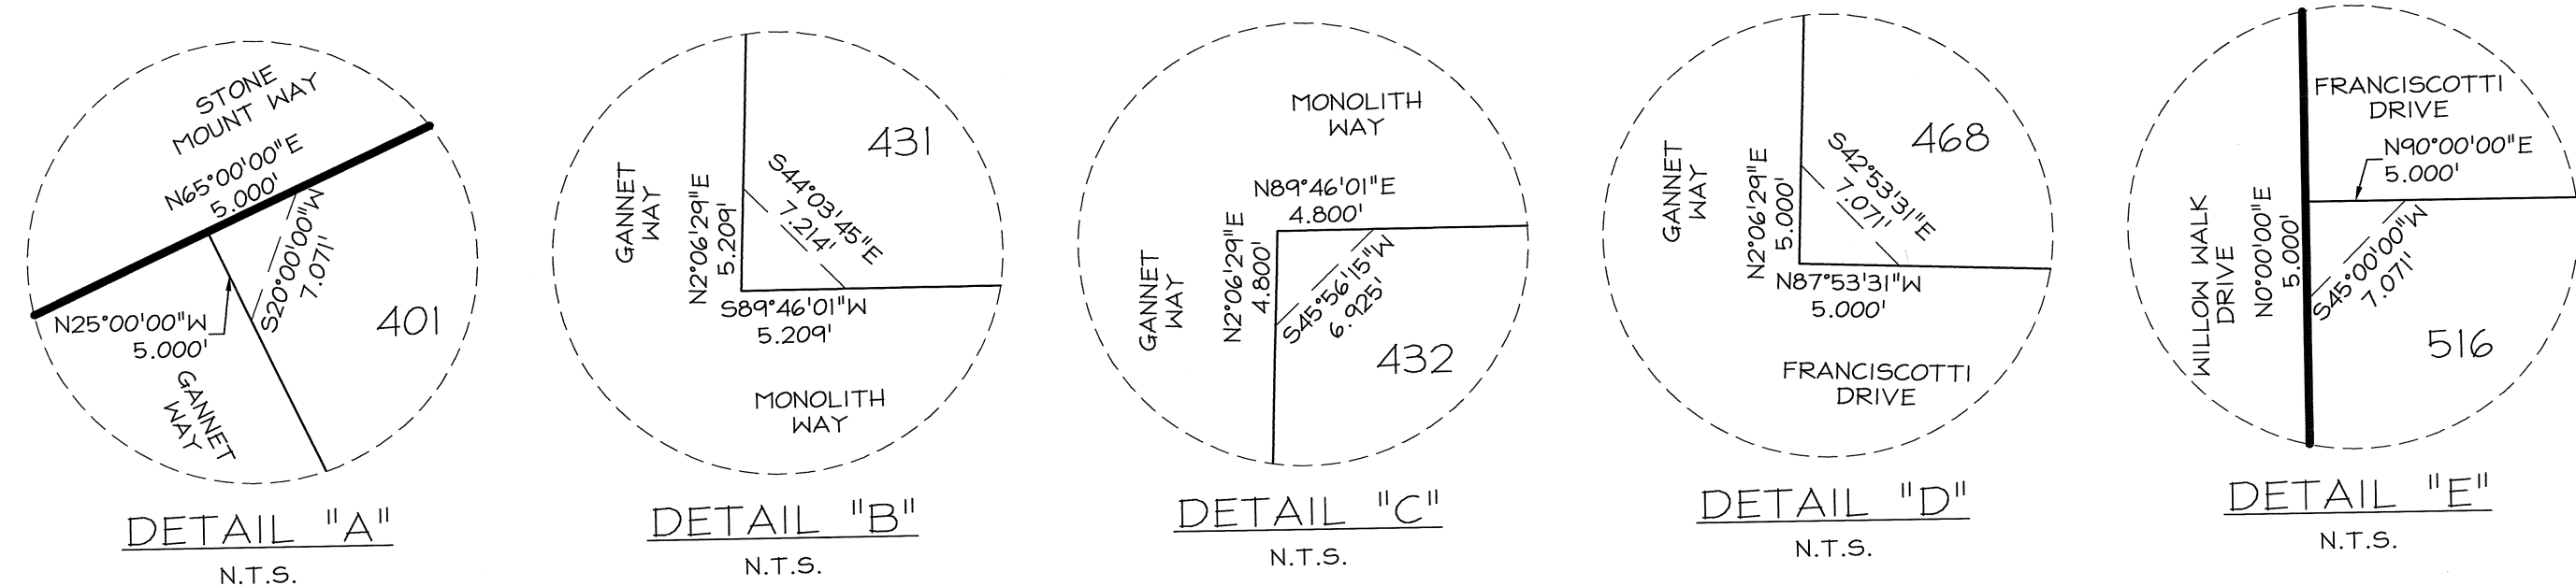 STONE
MOUNT WAY
N65°00'00"E
5.000'
S20°00'00"W
7.071'
N25°00'00"W
5.000'
401
GANNET
WAY
DETAIL "A"
N.T.S.
431
GANNET
WAY
N2°06'29"E
5.209'
S44°03'45"E
7.214'
S89°46'01"W
5.209'
MONOLITH
WAY
DETAIL "B"
N.T.S.
MONOLITH
WAY
N89°46'01"E
4.800'
GANNET
WAY
N2°06'29"E
4.800'
S45°56'15"W
6.925'
432
DETAIL "C"
N.T.S.
468
GANNET
WAY
N2°06'29"E
5.000'
S42°53'31"E
7.071'
N87°53'31"W
5.000'
FRANCISCOTTI
DRIVE
DETAIL "D"
N.T.S.
FRANCISCOTTI
DRIVE
N90°00'00"E
5.000'
WILLOW WALK
DRIVE
N0°00'00"E
5.000'
S45°00'00"W
7.071'
516
DETAIL "E"
N.T.S.